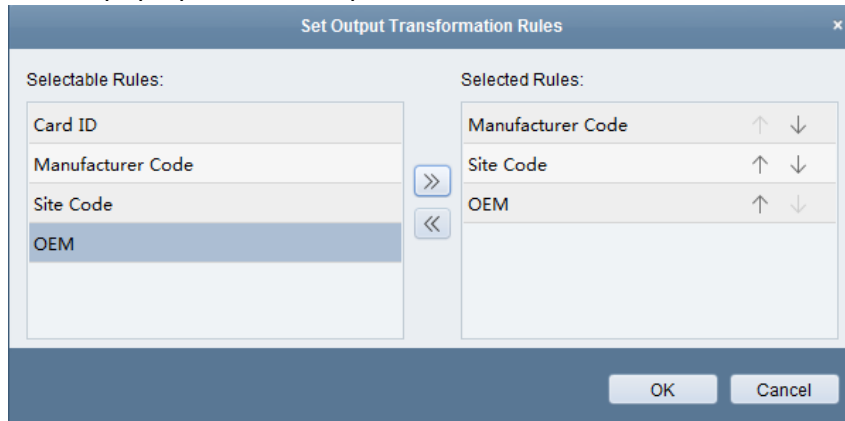 Set Output Transformation Rules ×
Selectable Rules:
Card ID
Manufacturer Code
Site Code
OEM
Selected Rules:
Manufacturer Code
Site Code
OEM
OK Cancel